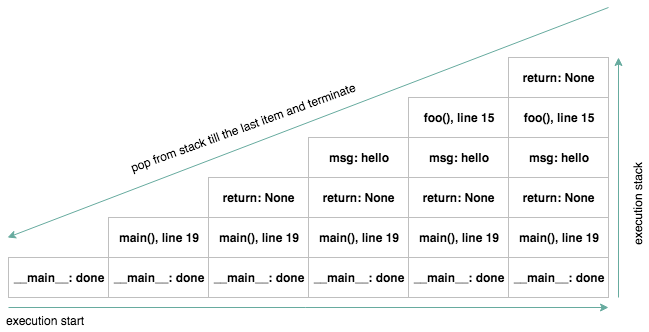 return: None
pop from stack till the last item and terminate
foo(), line 15 foo(), line 15
msg: hello msg: hello msg: hello
return: None return: None return: None return: None
main(), line 19 main(), line 19 main(), line 19 main(), line 19 main(), line 19
__main__: done __main__: done __main__: done __main__: done __main__: done __main__: done
execution stack
execution start